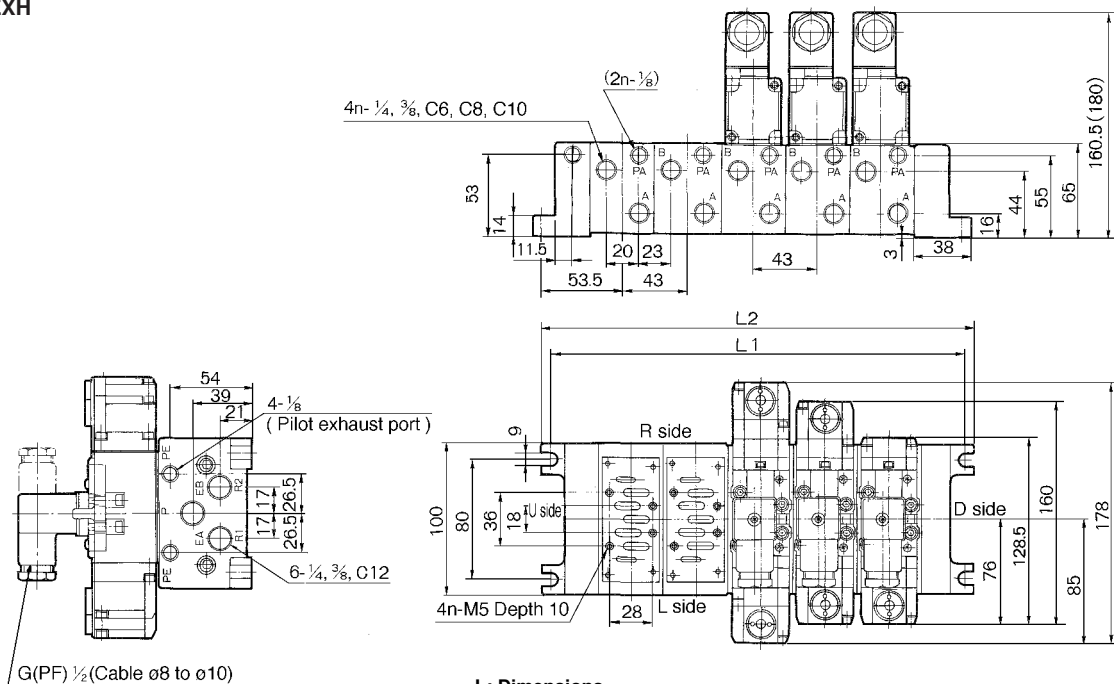 XH
(2n-⅛)
4n- ¼, ⅜, C6, C8, C10
B
B
B
B
B
PA
PA
PA
PA
PA
A
A
A
A
A
53
14
11.5
20
23
53.5
43
43
3
38
16
44
55
65
160.5 (180)
L2
L1
54
39
21
4-⅛
( Pilot exhaust port )
PE
EB
R2
P
EA
R1
PE
17
17
26.5
26.5
6-¼, ⅜, C12
G(PF) ½(Cable ø8 to ø10)
9
100
80
36
18
R side
U side
D side
L side
4n-M5 Depth 10
28
76
128.5
160
85
178
L: Dimensions